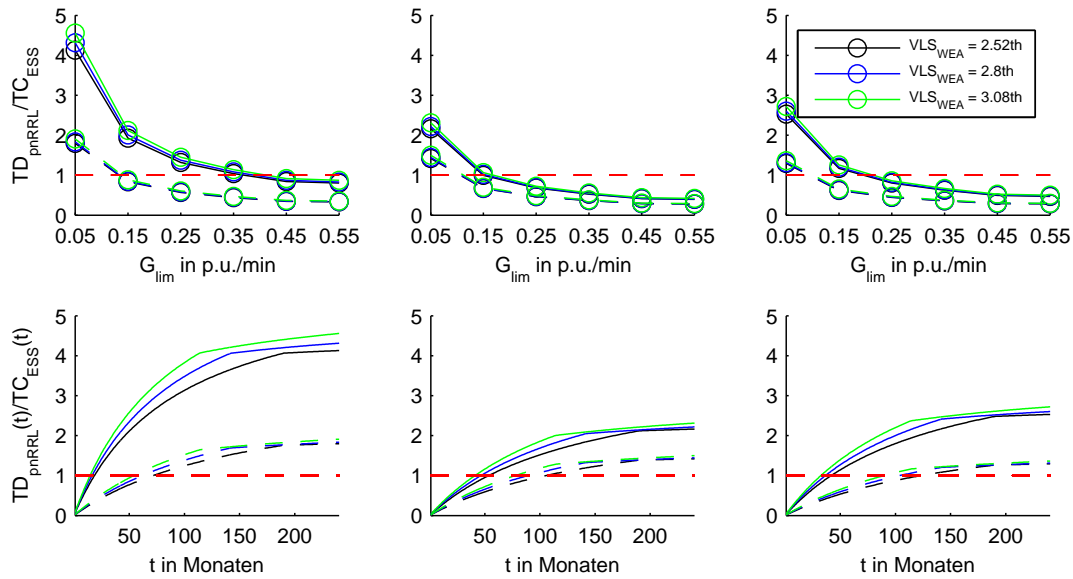 TD_pnRRL/TC_ESS
5
4
3
2
1
0
0.05 0.15 0.25 0.35 0.45 0.55
G_lim in p.u./min
5
4
3
2
1
0
0.05 0.15 0.25 0.35 0.45 0.55
G_lim in p.u./min
5
4
3
2
1
0
0.05 0.15 0.25 0.35 0.45 0.55
G_lim in p.u./min
VLS_WEA = 2.52th
VLS_WEA = 2.8th
VLS_WEA = 3.08th
TD_pnRRL(t)/TC_ESS(t)
5
4
3
2
1
0
50 100 150 200
t in Monaten
5
4
3
2
1
0
50 100 150 200
t in Monaten
5
4
3
2
1
0
50 100 150 200
t in Monaten